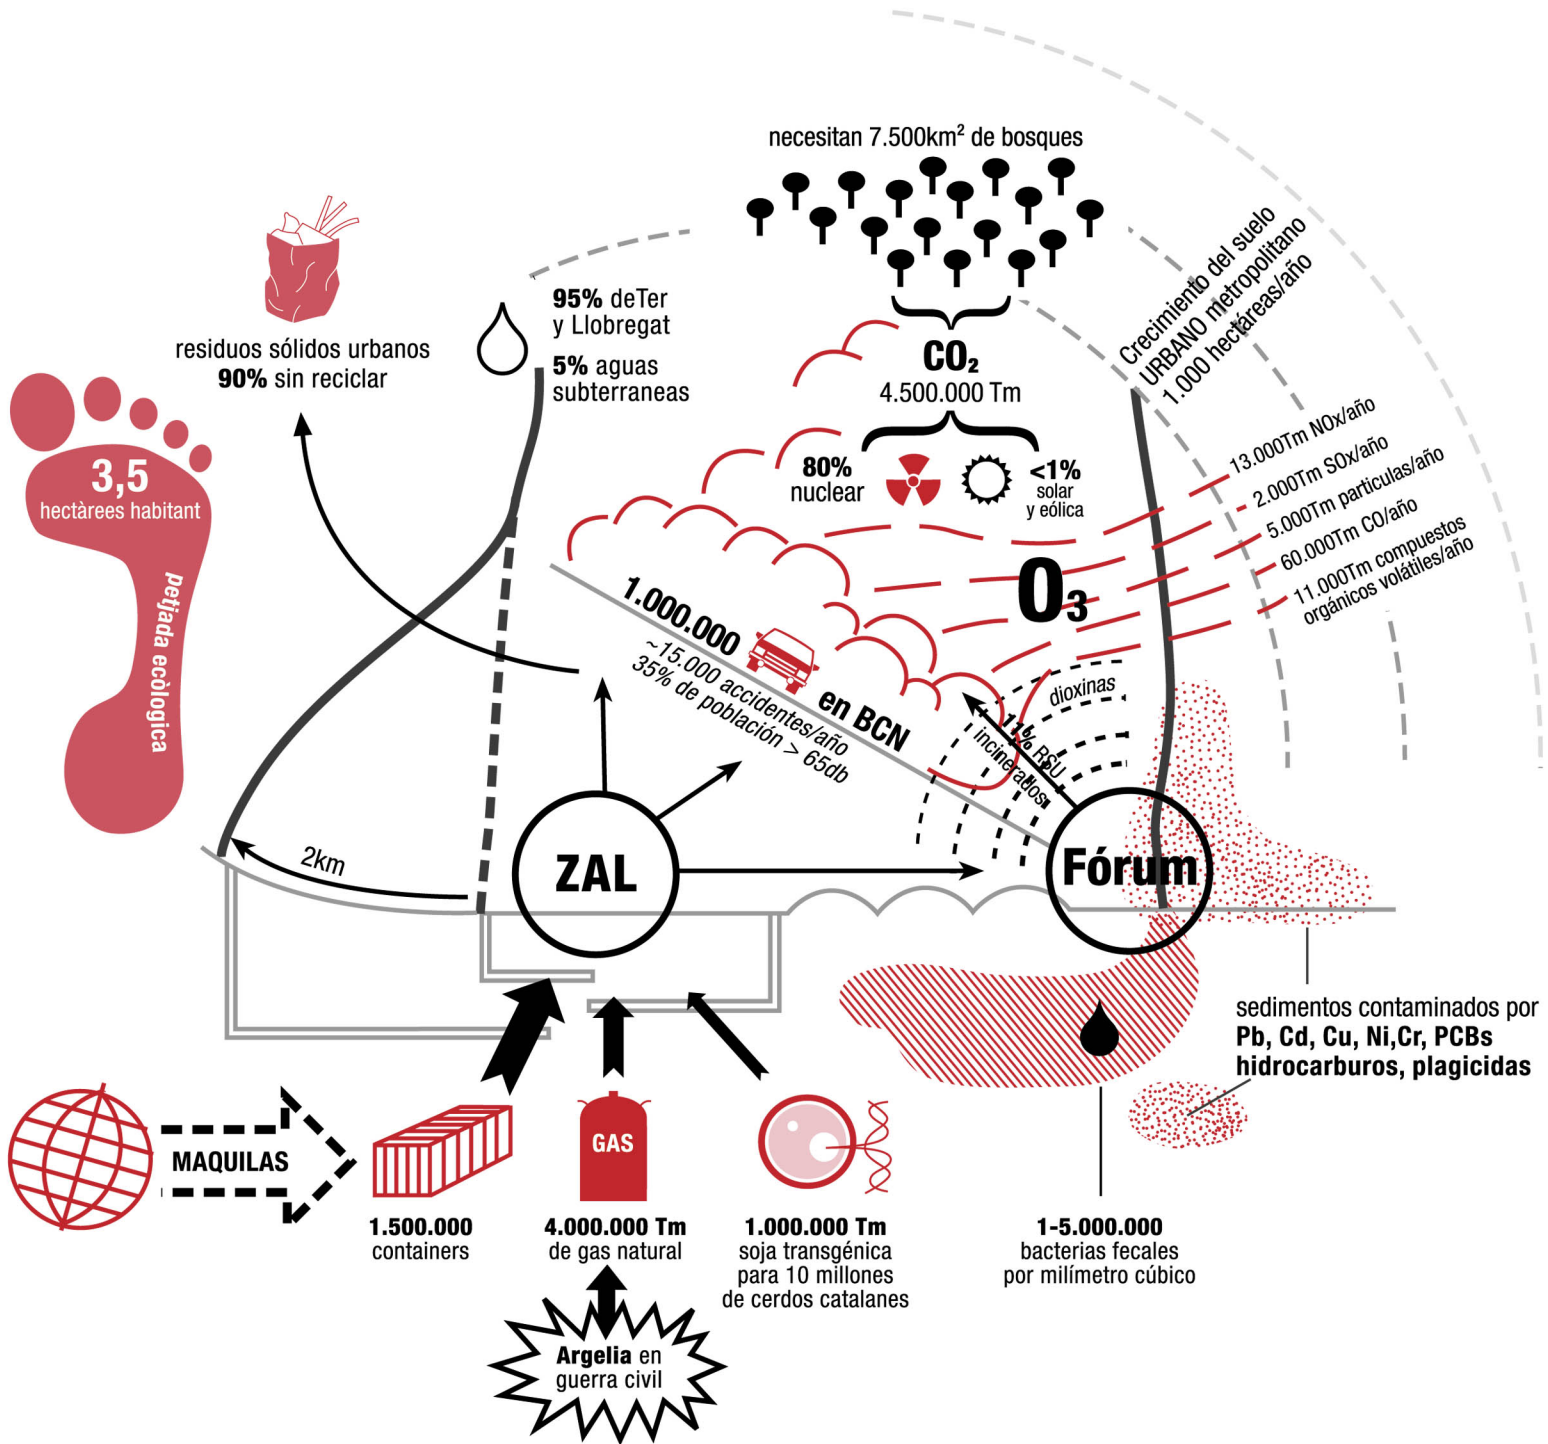 necesitan 7.500km² de bosques
Crecimiento del suelo
URBANO metropolitano
1.000 hectáreas/año
95% deTer
y Llobregat
5% aguas
subterraneas
residuos sólidos urbanos
90% sin reciclar
CO₂
4.500.000 Tm
80%
nuclear
<1%
solar
y eólica
13.000Tm NOx/año
2.000Tm SOx/año
5.000Tm particulas/año
60.000Tm CO/año
11.000Tm compuestos
orgánicos volátiles/año
3,5
hectàrees habitant
petjada ecòlogica
O₃
1.000.000
en BCN
~15.000 accidentes/año
35% de población > 65db
dioxinas
11% RSU
incinerados
2km
ZAL
Fórum
sedimentos contaminados por
Pb, Cd, Cu, Ni,Cr, PCBs
hidrocarburos, plagicidas
MAQUILAS
GAS
1.500.000
containers
4.000.000 Tm
de gas natural
1.000.000 Tm
soja transgénica
para 10 millones
de cerdos catalanes
1-5.000.000
bacterias fecales
por milímetro cúbico
Argelia en
guerra civil